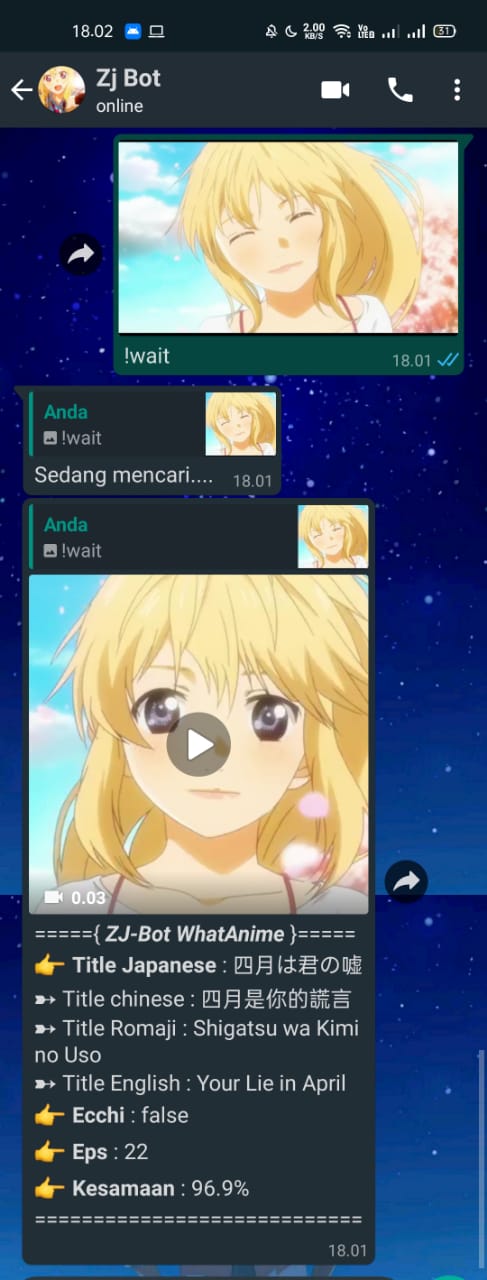 18.02
2.00
KB/S
Vo
LTE
31
Zj Bot
online
!wait
18.01
Anda
!wait
Sedang mencari....
18.01
Anda
!wait
0.03
====={ ZJ-Bot WhatAnime }=====
👉 Title Japanese : 四月は君の嘘
➸ Title chinese : 四月是你的謊言
➸ Title Romaji : Shigatsu wa Kimi
no Uso
➸ Title English : Your Lie in April
👉 Ecchi : false
👉 Eps : 22
👉 Kesamaan : 96.9%
============================
18.01